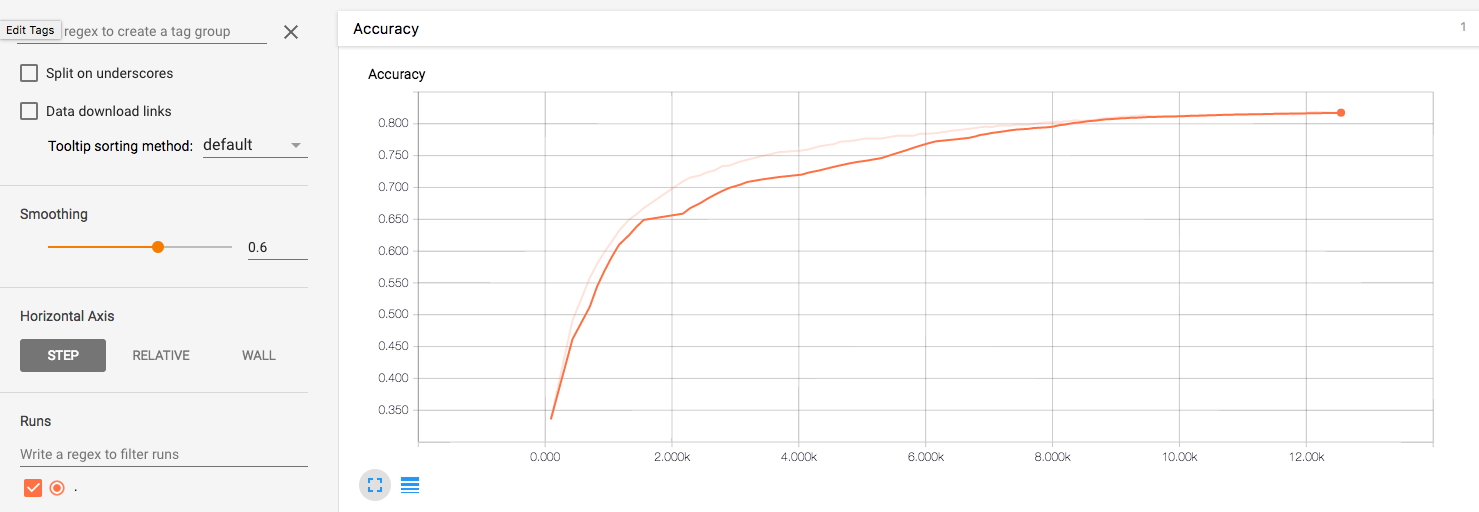 Edit Tags
regex to create a tag group
Split on underscores
Data download links
Tooltip sorting method: default
Smoothing
0.6
Horizontal Axis
STEP RELATIVE WALL
Runs
Write a regex to filter runs
.
Accuracy 1
Accuracy
0.800
0.750
0.700
0.650
0.600
0.550
0.500
0.450
0.400
0.350
0.000 2.000k 4.000k 6.000k 8.000k 10.00k 12.00k